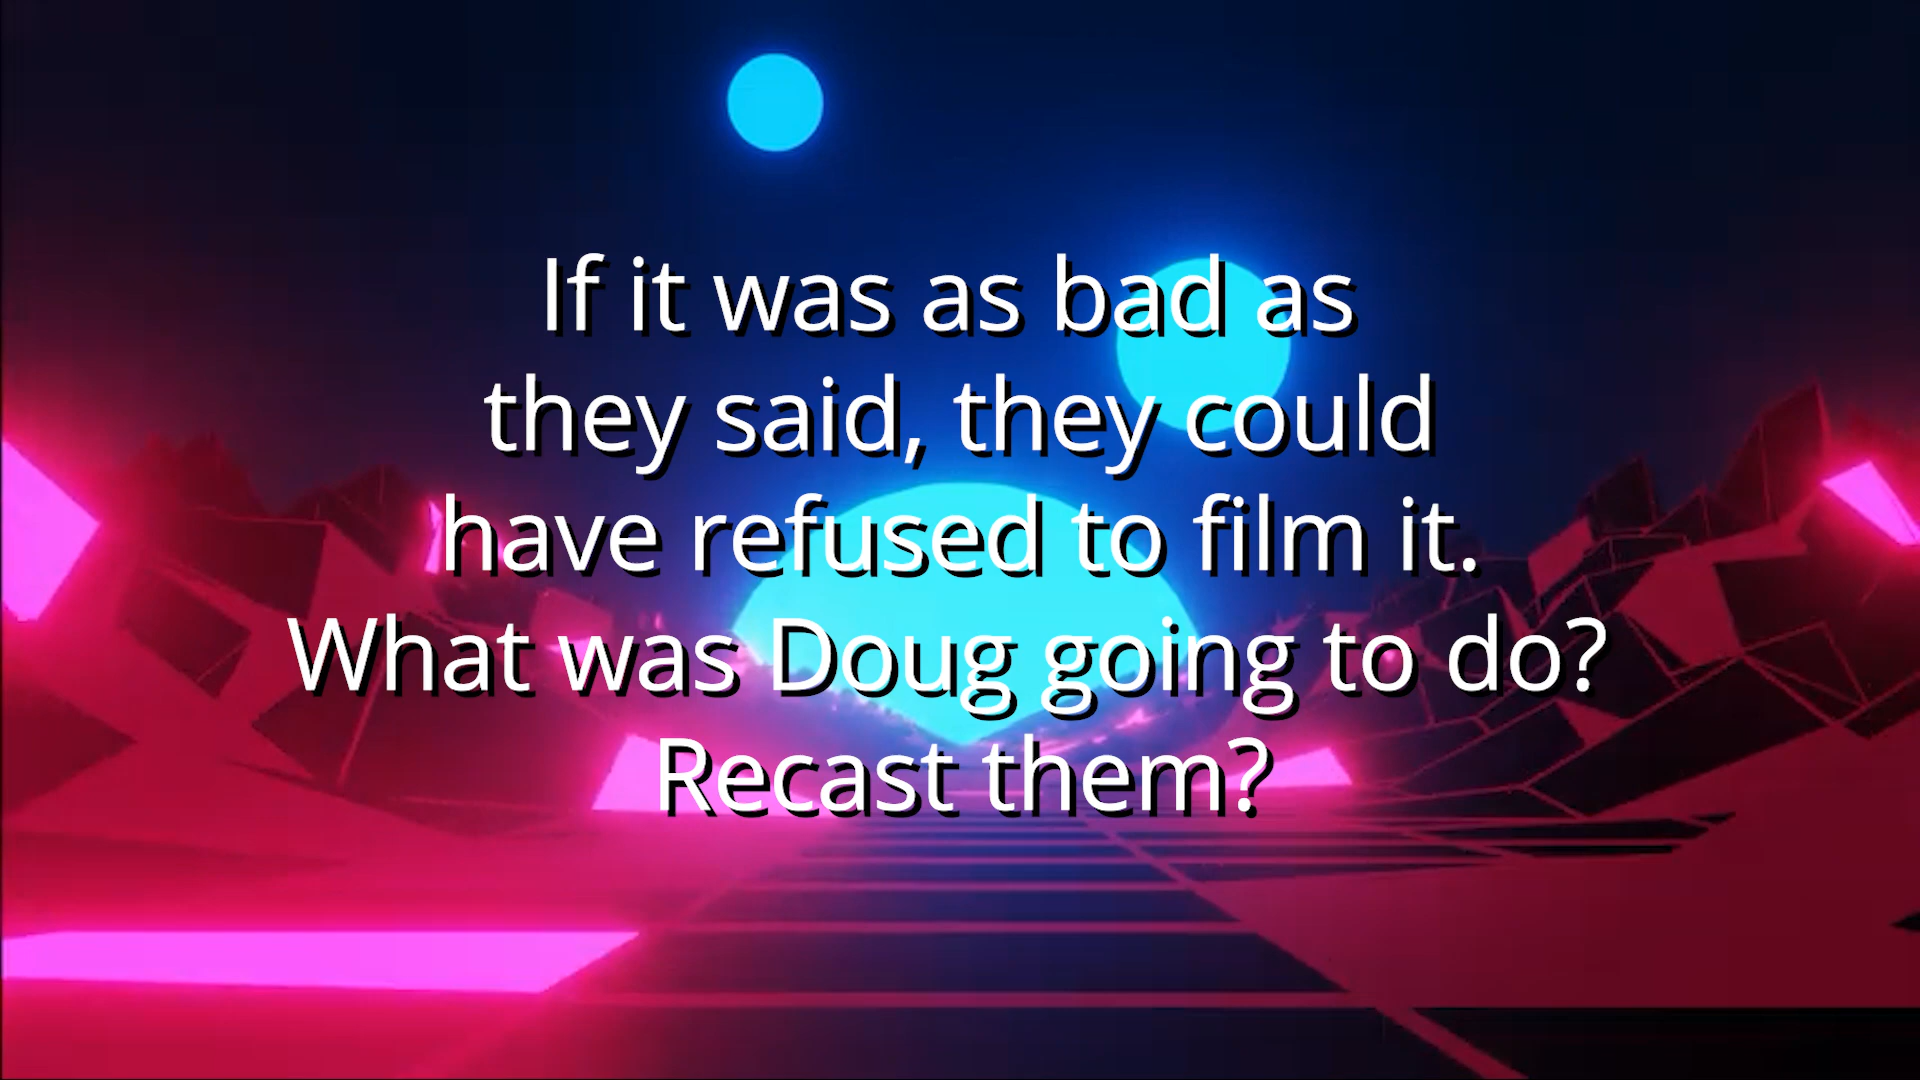 If it was as bad as
they said, they could
have refused to film it.
What was Doug going to do?
Recast them?